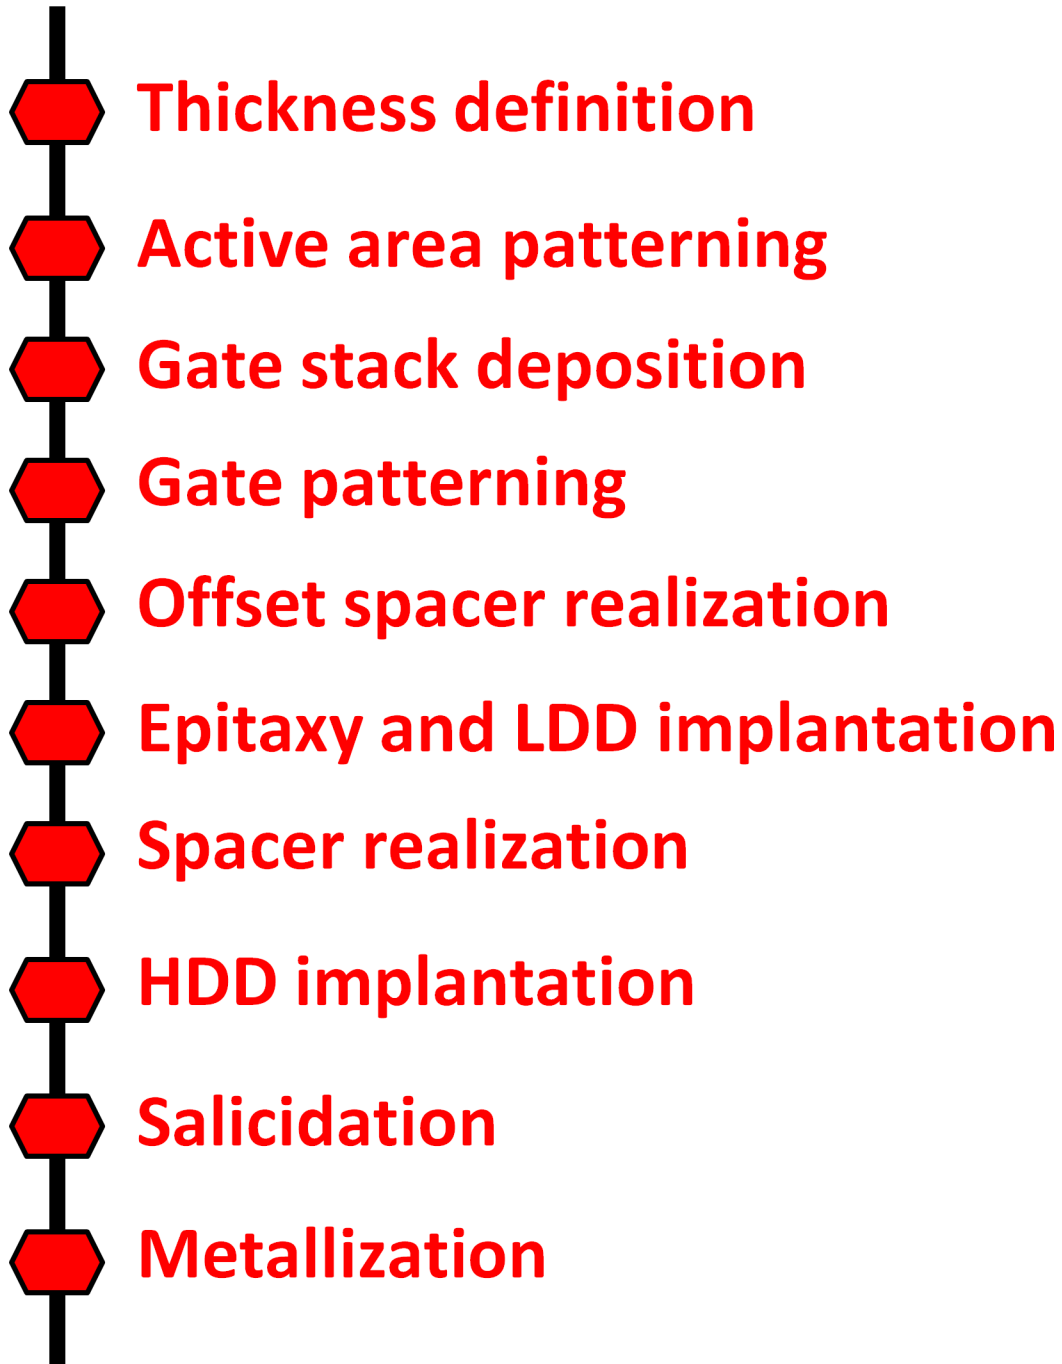 Thickness definition
Active area patterning
Gate stack deposition
Gate patterning
Offset spacer realization
Epitaxy and LDD implantation
Spacer realization
HDD implantation
Salicidation
Metallization